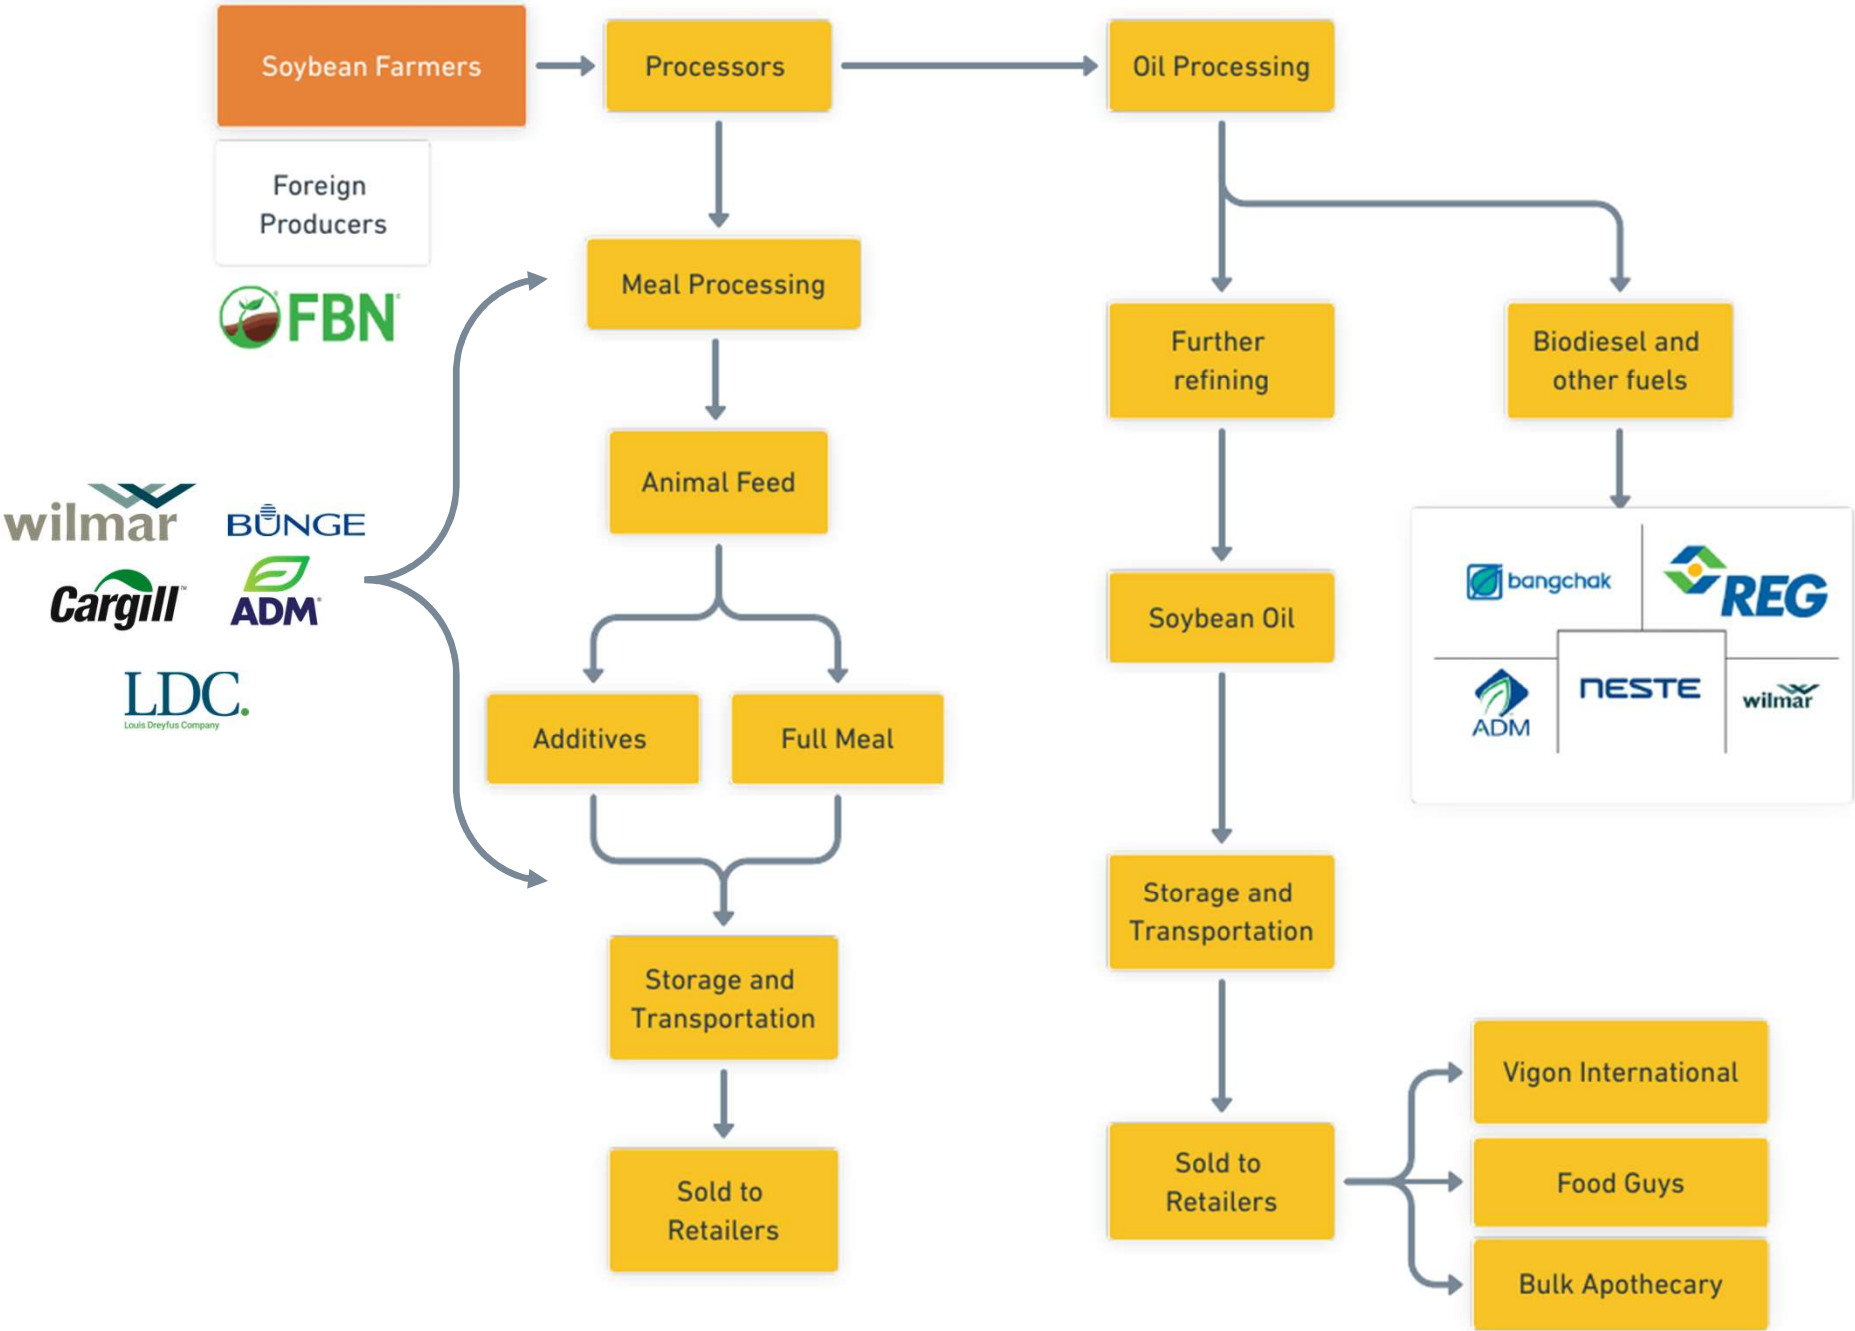 Soybean Farmers
Processors
Oil Processing
Foreign
Producers
FBN
Meal Processing
Further
refining
Biodiesel and
other fuels
Animal Feed
wilmar
BUNGE
Cargill™
ADM
LDC.
Louis Dreyfus Company
bangchak
REG
ADM
NESTE
wilmar
Soybean Oil
Additives
Full Meal
Storage and
Transportation
Storage and
Transportation
Sold to
Retailers
Sold to
Retailers
Vigon International
Food Guys
Bulk Apothecary